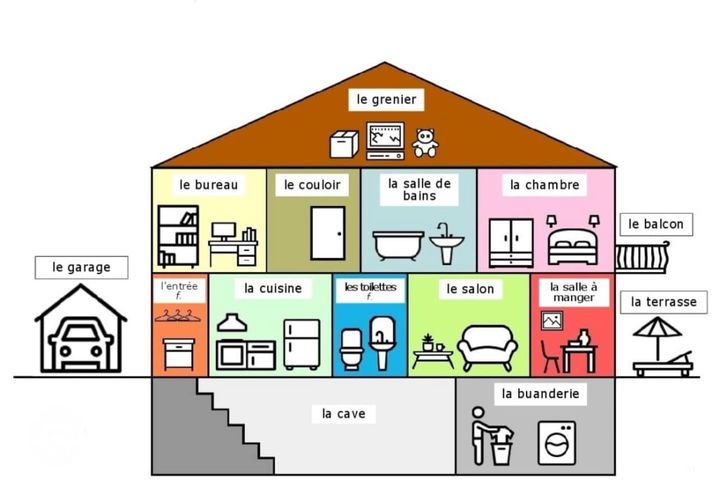 le grenier
le bureau
le couloir
la salle de
bains
la chambre
le balcon
le garage
l'entrée
f.
la cuisine
les toilettes
f.
le salon
la salle à
manger
la terrasse
la cave
la buanderie